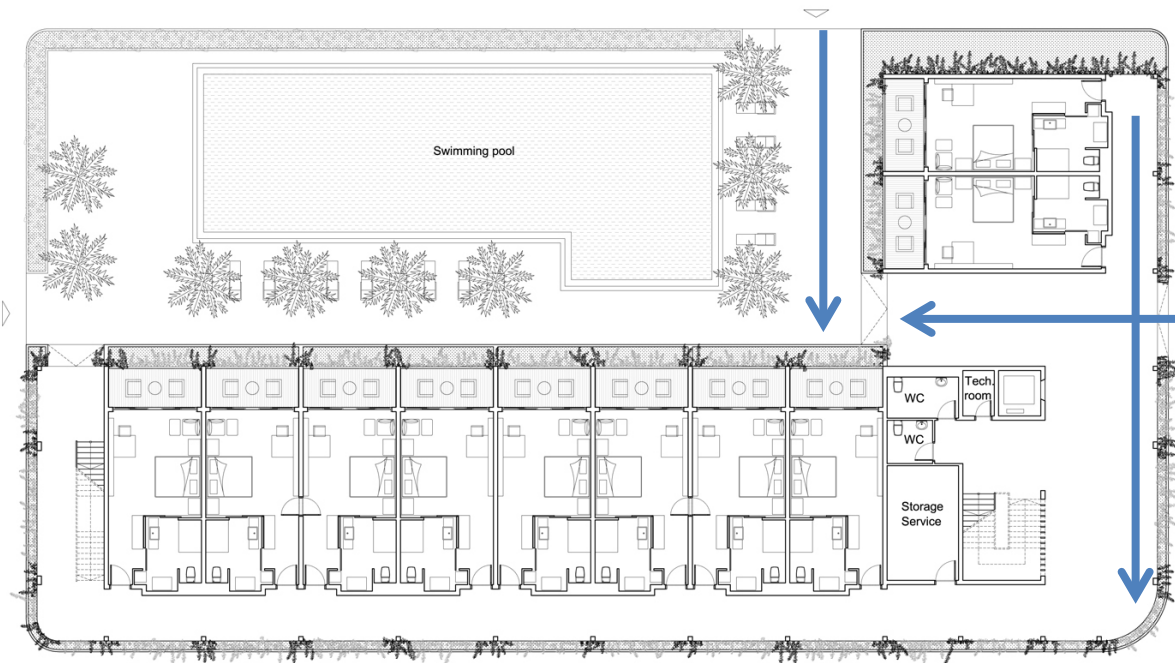 Swimming pool
Tech.
room
WC
WC
Storage
Service